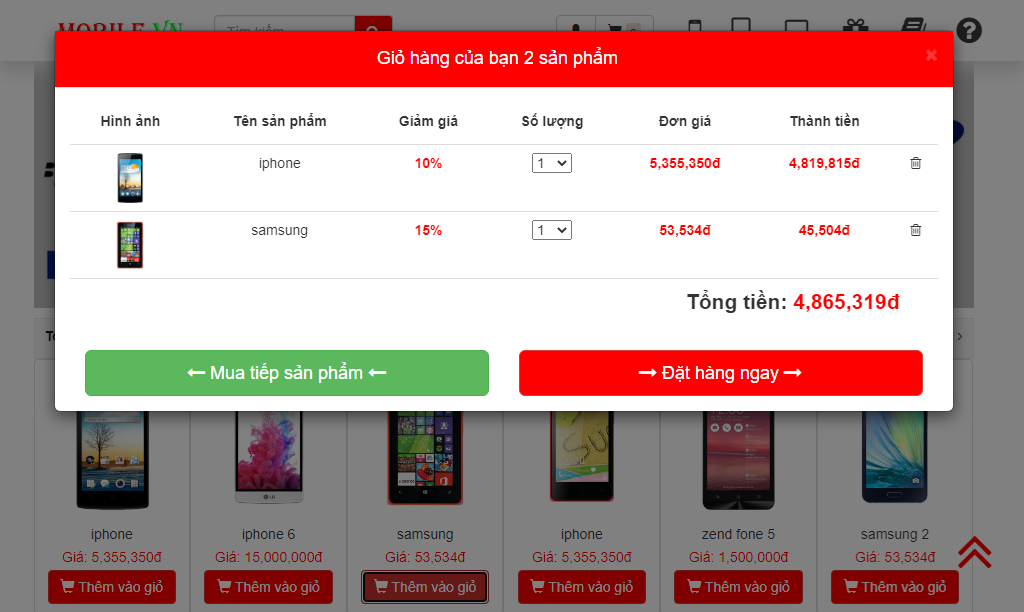 MOBILE VN
Tìm kiếm
Giỏ hàng của bạn 2 sản phẩm
×
Hình ảnh Tên sản phẩm Giảm giá Số lượng Đơn giá Thành tiền
iphone 10% 1 5,355,350đ 4,819,815đ
samsung 15% 1 53,534đ 45,504đ
Tổng tiền: 4,865,319đ
Mua tiếp sản phẩm
Đặt hàng ngay
iphone iphone 6 samsung iphone zend fone 5 samsung 2
Giá: 5,355,350đ Giá: 15,000,000đ Giá: 53,534đ Giá: 5,355,350đ Giá: 1,500,000đ Giá: 53,534đ
Thêm vào giỏ Thêm vào giỏ Thêm vào giỏ Thêm vào giỏ Thêm vào giỏ Thêm vào giỏ